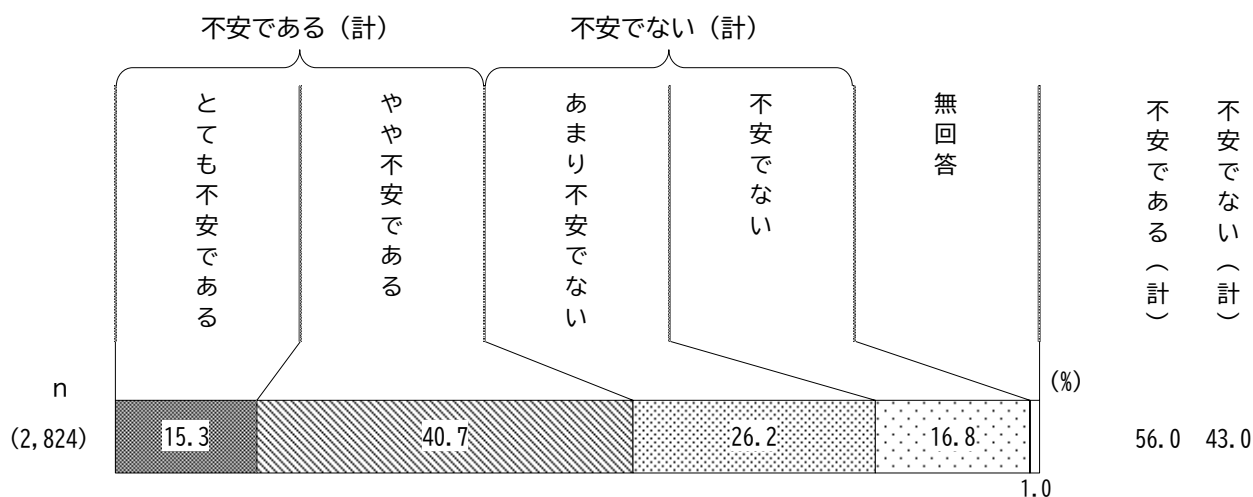 不安である（計）
不安でない（計）
とても不安である
やや不安である
あまり不安でない
不安でない
無回答
不安である（計）
不安でない（計）
n
(%)
(2,824)
15.3
40.7
26.2
16.8
1.0
56.0
43.0